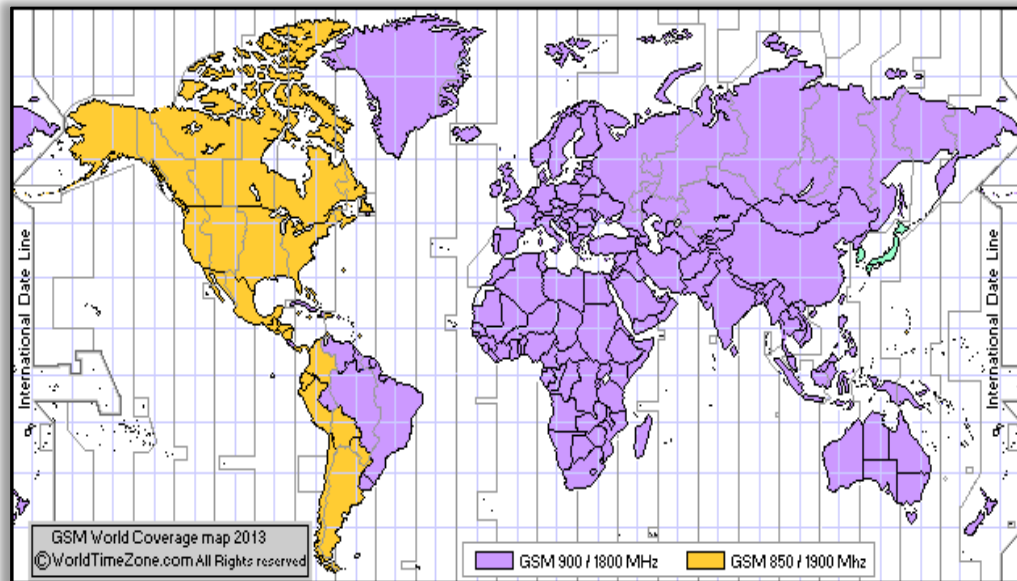 International Date Line
International Date Line
GSM World Coverage map 2013
©WorldTimeZone.com All Rights reserved
GSM 900 / 1800 MHz
GSM 850 / 1900 Mhz